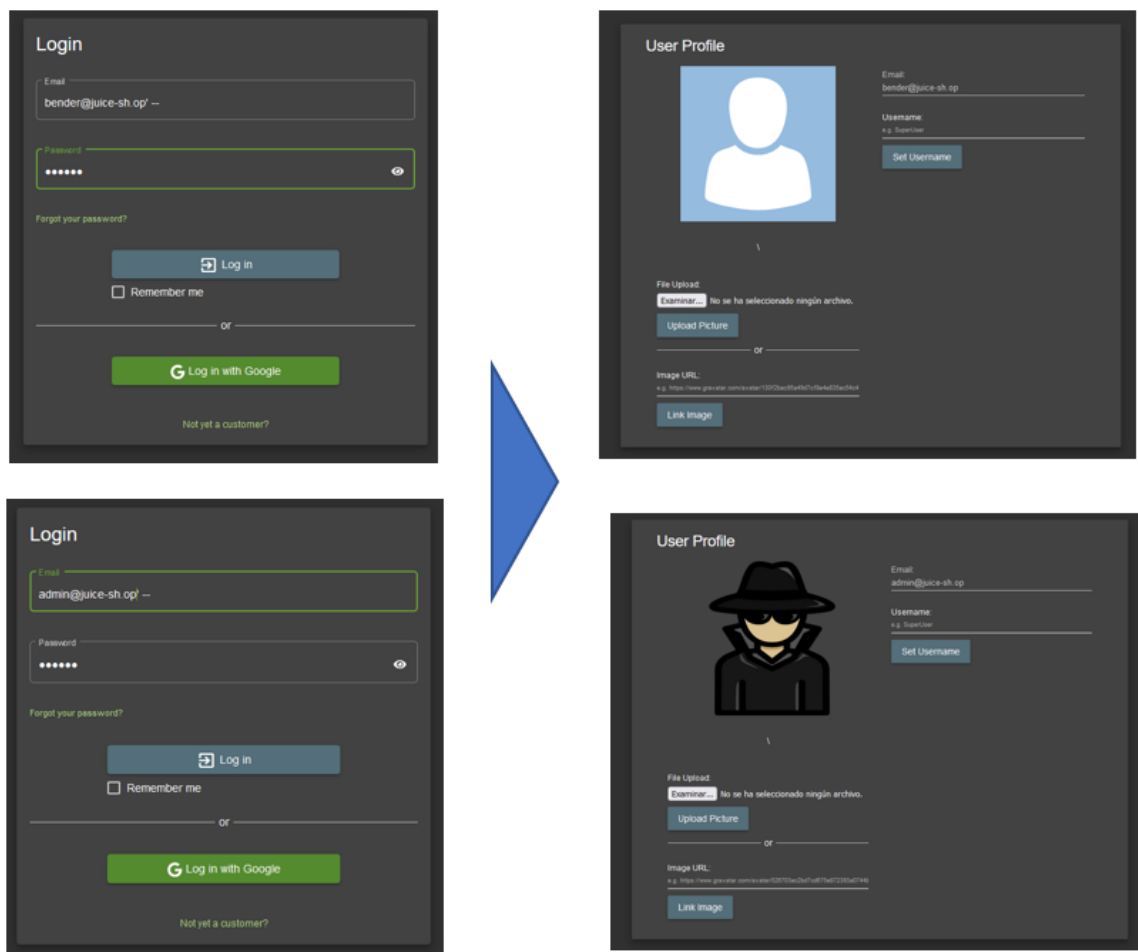 Login
Email
bender@juice-sh.op' --
Password
••••••
Forgot your password?
Log in
Remember me
or
Log in with Google
Not yet a customer?
User Profile
Email:
bender@juice-sh.op
Username:
e.g. SuperUser
Set Username
\
File Upload:
Examinar... No se ha seleccionado ningún archivo.
Upload Picture
or
Image URL:
Link Image
Login
Email
admin@juice-sh.op' --
Password
••••••
Forgot your password?
Log in
Remember me
or
Log in with Google
Not yet a customer?
User Profile
Email:
admin@juice-sh.op
Username:
e.g. SuperUser
Set Username
\
File Upload:
Examinar... No se ha seleccionado ningún archivo.
Upload Picture
or
Image URL:
Link Image